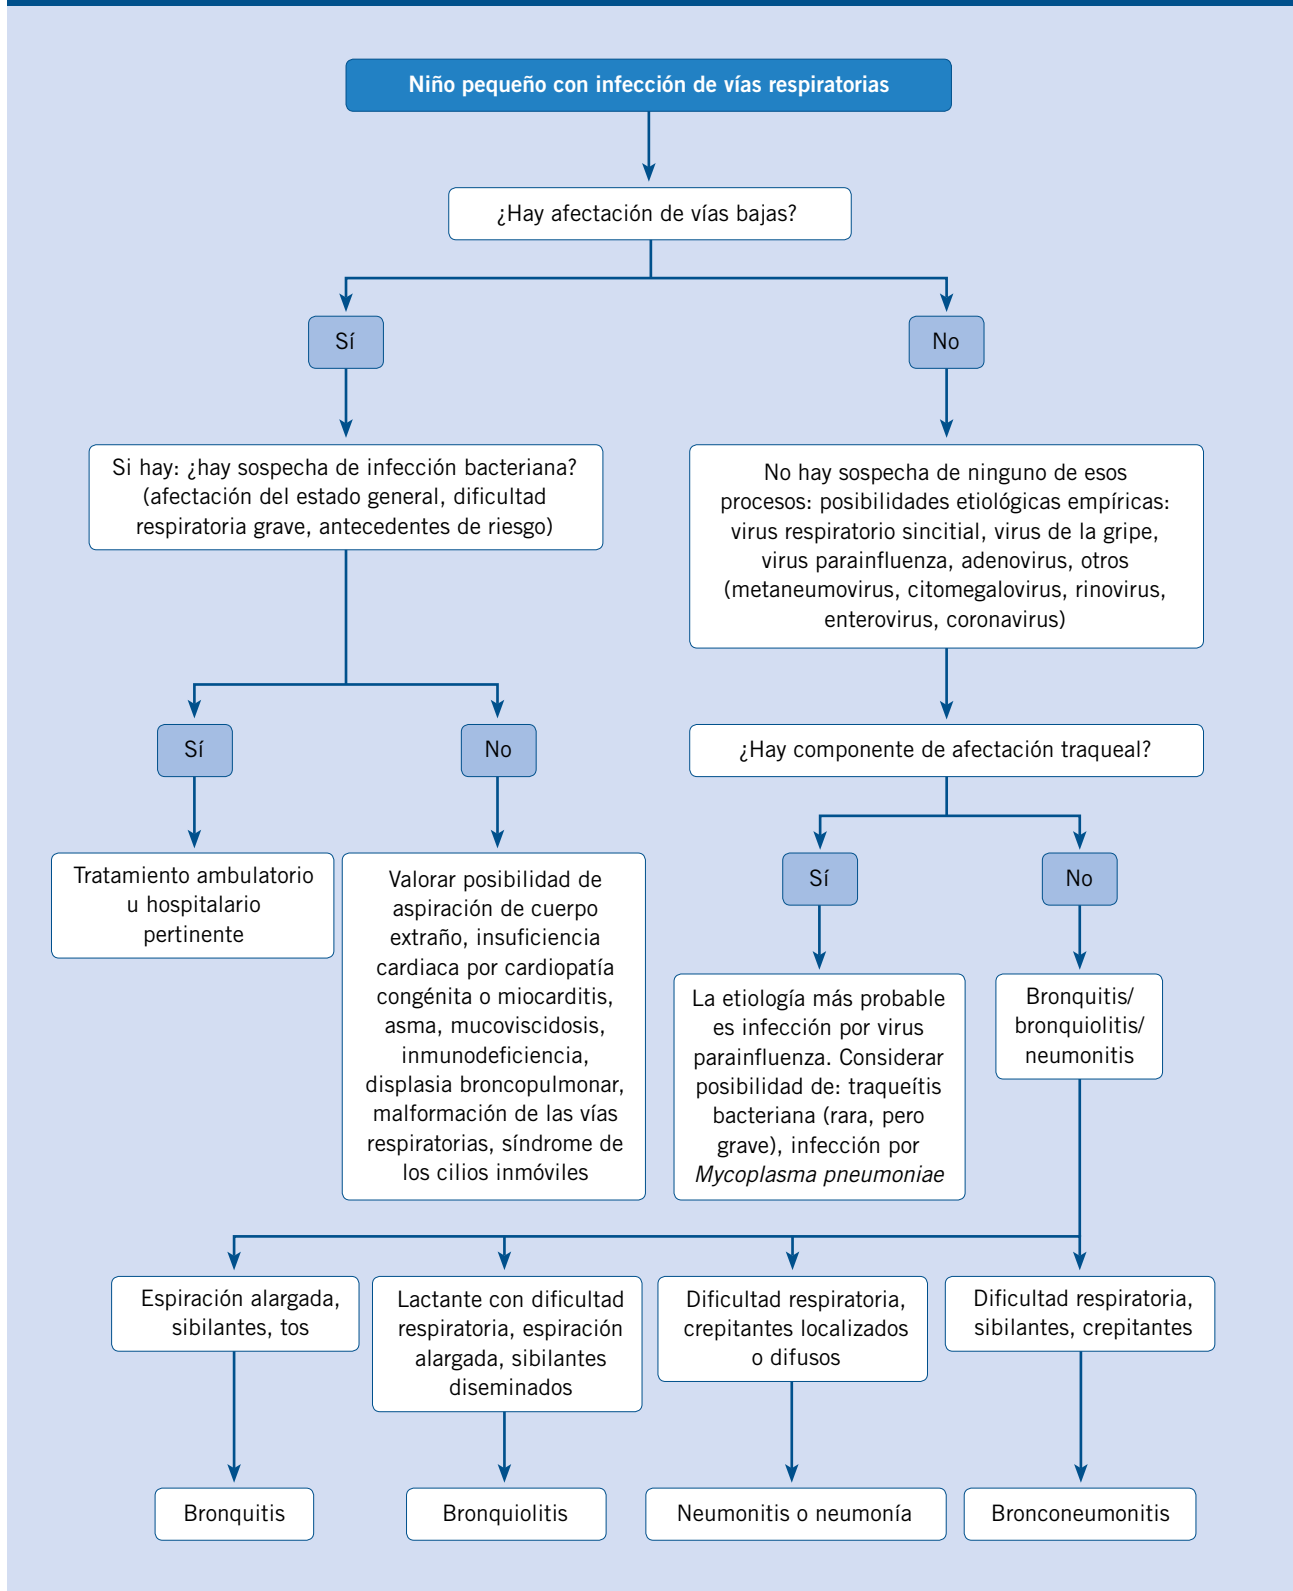 Niño pequeño con infección de vías respiratorias
¿Hay afectación de vías bajas?
Sí
No
Si hay: ¿hay sospecha de infección bacteriana?
(afectación del estado general, dificultad
respiratoria grave, antecedentes de riesgo)
No hay sospecha de ninguno de esos
procesos: posibilidades etiológicas empíricas:
virus respiratorio sincitial, virus de la gripe,
virus parainfluenza, adenovirus, otros
(metaneumovirus, citomegalovirus, rinovirus,
enterovirus, coronavirus)
Sí
No
¿Hay componente de afectación traqueal?
Tratamiento ambulatorio
u hospitalario
pertinente
Valorar posibilidad de
aspiración de cuerpo
extraño, insuficiencia
cardiaca por cardiopatía
congénita o miocarditis,
asma, mucoviscidosis,
inmunodeficiencia,
displasia broncopulmonar,
malformación de las vías
respiratorias, síndrome de
los cilios inmóviles
Sí
No
La etiología más probable
es infección por virus
parainfluenza. Considerar
posibilidad de: traqueítis
bacteriana (rara, pero
grave), infección por
Mycoplasma pneumoniae
Bronquitis/
bronquiolitis/
neumonitis
Espiración alargada,
sibilantes, tos
Lactante con dificultad
respiratoria, espiración
alargada, sibilantes
diseminados
Dificultad respiratoria,
crepitantes localizados
o difusos
Dificultad respiratoria,
sibilantes, crepitantes
Bronquitis
Bronquiolitis
Neumonitis o neumonía
Bronconeumonitis